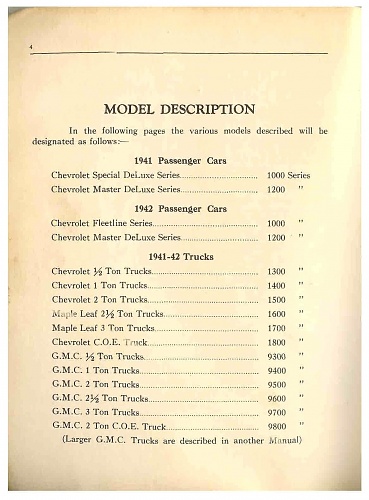 4
MODEL DESCRIPTION
In the following pages the various models described will be
designated as follows:—
1941 Passenger Cars
Chevrolet Special DeLuxe Series.............................. 1000 Series
Chevrolet Master DeLuxe Series.............................. 1200 "
1942 Passenger Cars
Chevrolet Fleetline Series.............................. 1000 "
Chevrolet Master DeLuxe Series.............................. 1200 "
1941-42 Trucks
Chevrolet ½ Ton Trucks.............................. 1300 "
Chevrolet 1 Ton Trucks.............................. 1400 "
Chevrolet 2 Ton Trucks.............................. 1500 "
Maple Leaf 2½ Ton Trucks.............................. 1600 "
Maple Leaf 3 Ton Trucks.............................. 1700 "
Chevrolet C.O.E. Truck.............................. 1800 "
G.M.C. ½ Ton Trucks.............................. 9300 "
G.M.C. 1 Ton Trucks.............................. 9400 "
G.M.C. 2 Ton Trucks.............................. 9500 "
G.M.C. 2½ Ton Trucks.............................. 9600 "
G.M.C. 3 Ton Trucks.............................. 9700 "
G.M.C. 2 Ton C.O.E. Truck.............................. 9800 "
(Larger G.M.C. Trucks are described in another Manual)